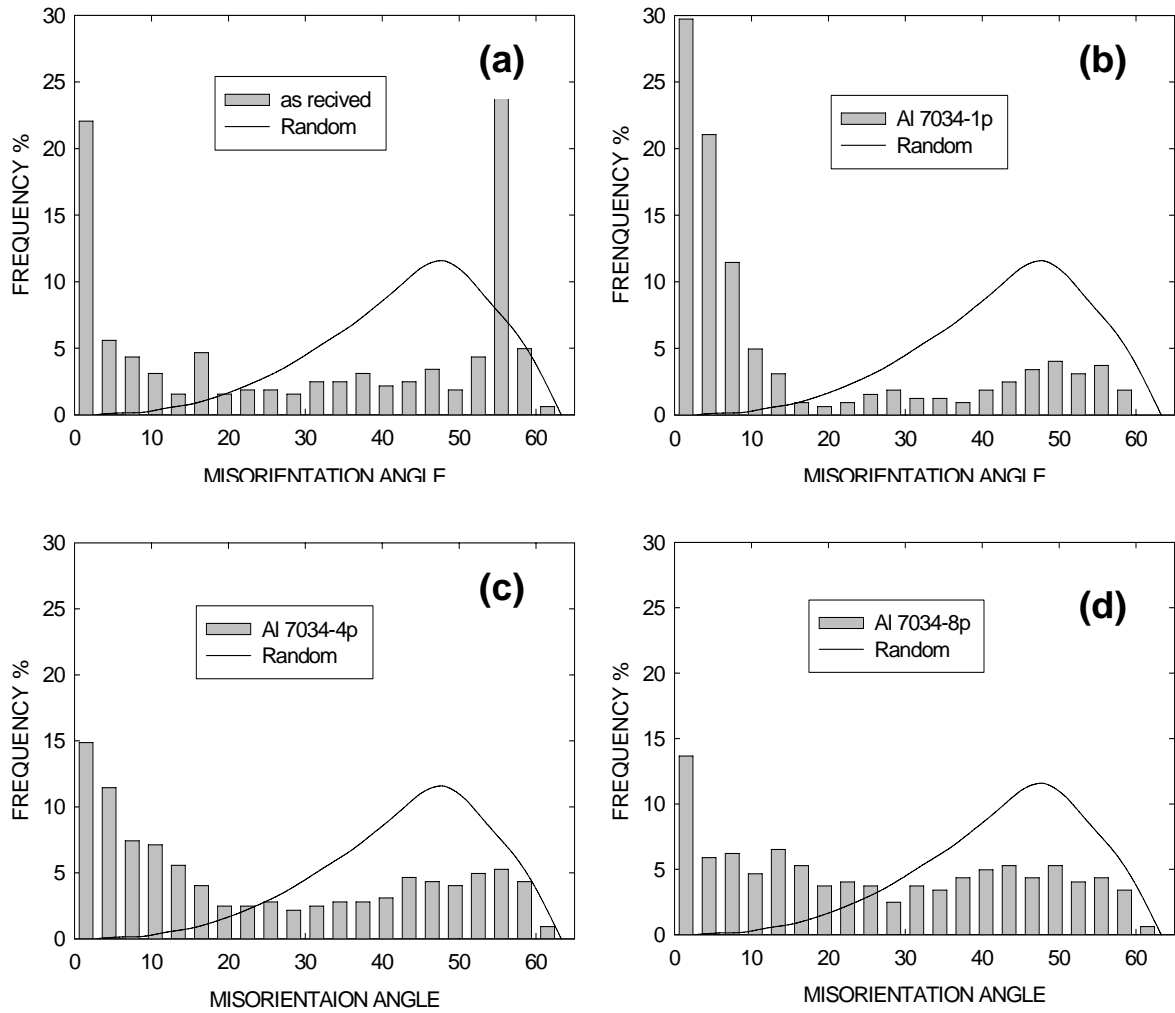 (a)
as recived
Random
FREQUENCY %
30
25
20
15
10
5
0
0 10 20 30 40 50 60
MISORIENTATION ANGLE
(b)
Al 7034-1p
Random
FRENQUENCY %
30
25
20
15
10
5
0
0 10 20 30 40 50 60
MISORIENTATION ANGLE
(c)
Al 7034-4p
Random
FREQUENCY %
30
25
20
15
10
5
0
0 10 20 30 40 50 60
MISORIENTAION ANGLE
(d)
Al 7034-8p
Random
FREQUENCY %
30
25
20
15
10
5
0
0 10 20 30 40 50 60
MISORIENTATION ANGLE